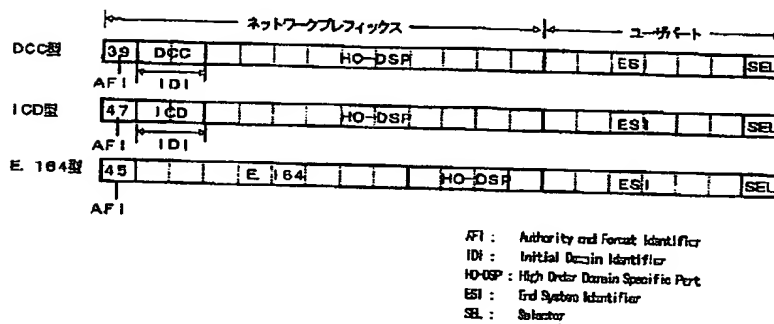 ネットワークプレフィックス ユーザパート
DCC型 39 DCC HO-DSP ESI SEL
AFI IDI
ICD型 47 ICD HO-DSP ESI SEL
AFI IDI
E. 164型 45 E. 164 HO-DSP ESI SEL
AFI
AFI : Authority and Format Identifier
IDI : Initial Domain Identifier
HO-DSP : High Order Domain Specific Part
ESI : End System Identifier
SEL : Selector